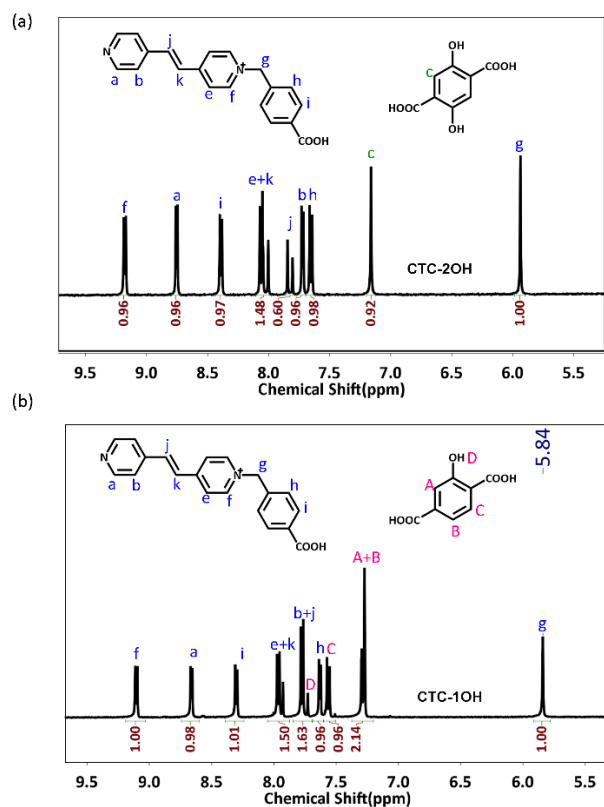 (a)
N
j
a
b
k
e
f
N+
g
h
i
COOH
OH
c
COOH
HOOC
OH
f
a
i
e+k
j
b
h
c
g
CTC-2OH
0.96
0.96
0.97
1.48
0.60
0.96
0.98
0.92
1.00
9.5 9.0 8.5 8.0 7.5 7.0 6.5 6.0 5.5
Chemical Shift(ppm)
(b)
N
j
a
b
k
e
f
N+
g
h
i
COOH
OH
D
A
COOH
C
HOOC
B
-5.84
f
a
i
e+k
b+j
D
h
C
A+B
g
CTC-1OH
1.00
0.98
1.01
1.50
1.63
0.96
0.96
2.14
1.00
9.5 9.0 8.5 8.0 7.5 7.0 6.5 6.0 5.5
Chemical Shift(ppm)